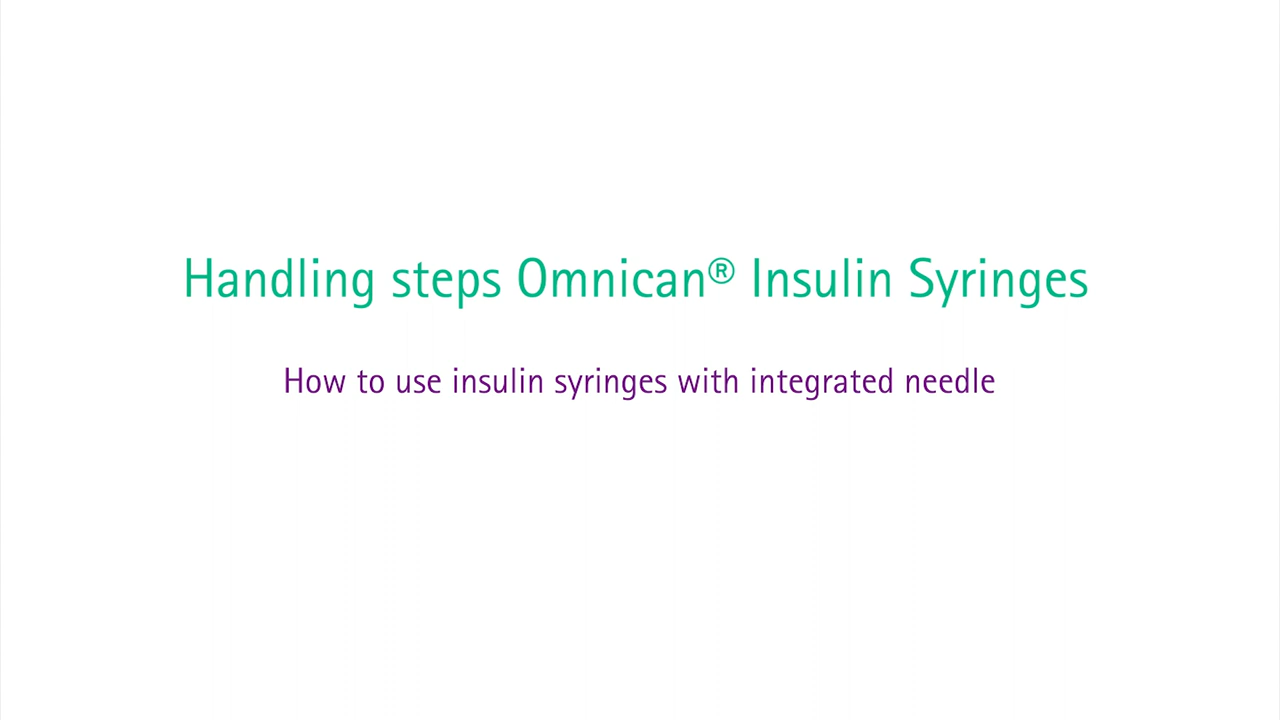 Handling steps Omnican® Insulin Syringes
How to use insulin syringes with integrated needle